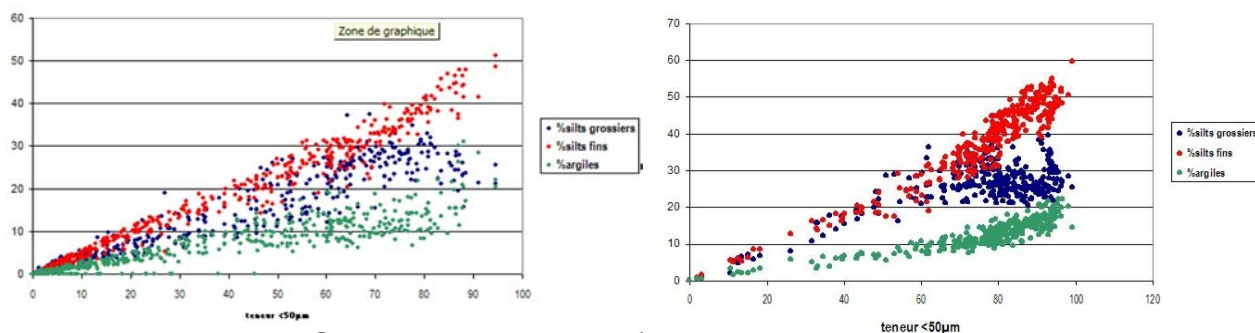 60
50
40
30
20
10
0
Zone de graphique
0 10 20 30 40 50 60 70 80 90 100
teneur <50µm
%silts grossiers
%silts fins
%argiles
70
60
50
40
30
20
10
0
0 20 40 60 80 100 120
teneur <50µm
%silts grossiers
%silts fins
%argiles